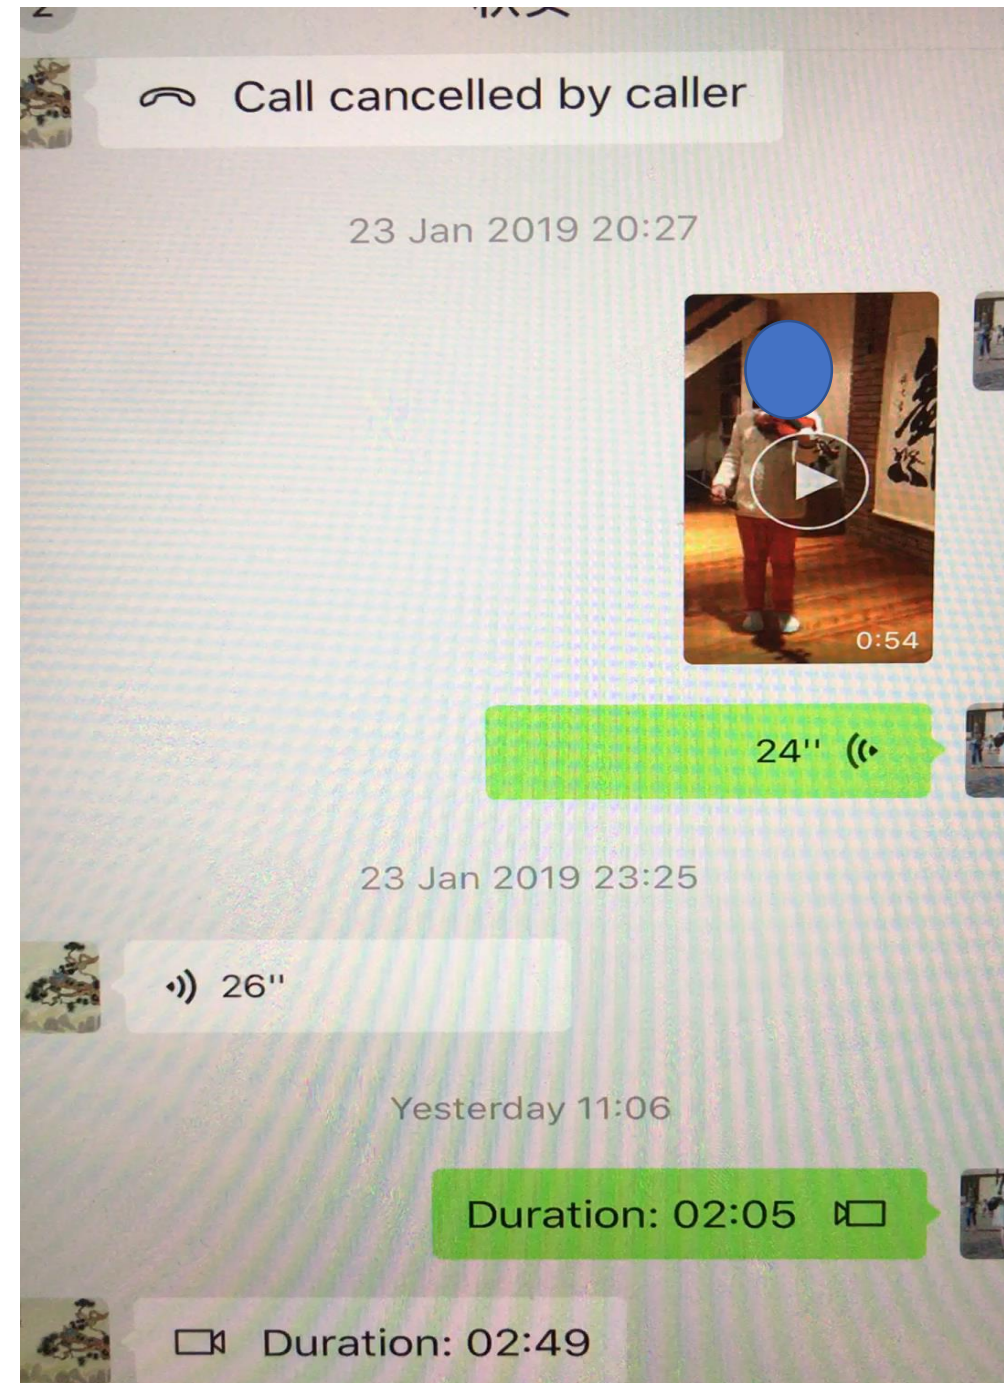 Call cancelled by caller
23 Jan 2019 20:27
0:54
24''
23 Jan 2019 23:25
26''
Yesterday 11:06
Duration: 02:05
Duration: 02:49